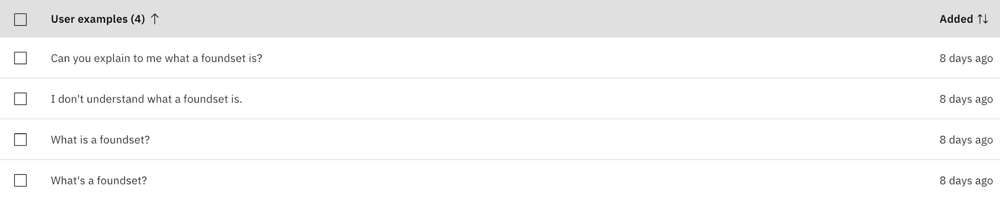 User examples (4) ↑ Added ↑↓
Can you explain to me what a foundset is? 8 days ago
I don't understand what a foundset is. 8 days ago
What is a foundset? 8 days ago
What's a foundset? 8 days ago